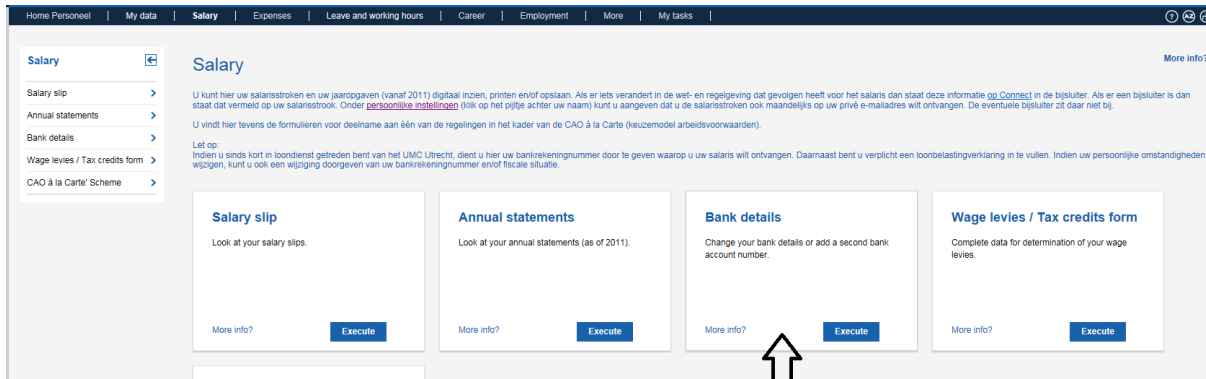 Home Personeel | My data | Salary | Expenses | Leave and working hours | Career | Employment | More | My tasks |
? AZ
Salary
Salary slip
Annual statements
Bank details
Wage levies / Tax credits form
CAO á la Carte' Scheme
Salary
More info?
U kunt hier uw salarisstroken en uw jaaropgaven (vanaf 2011) digitaal inzien, printen en/of opslaan. Als er iets verandert in de wet- en regelgeving dat gevolgen heeft voor het salaris dan staat deze informatie op Connect in de bijsluiter. Als er een bijsluiter is dan
staat dat vermeld op uw salarisstrook. Onder persoonlijke instellingen (klik op het pijltje achter uw naam) kunt u aangeven dat u de salarisstroken ook maandelijks op uw privé e-mailadres wilt ontvangen. De eventuele bijsluiter zit daar niet bij.
U vindt hier tevens de formulieren voor deelname aan één van de regelingen in het kader van de CAO á la Carte (keuzemodel arbeidsvoorwaarden).
Let op:
Indien u sinds kort in loondienst getreden bent van het UMC Utrecht, dient u hier uw bankrekeningnummer door te geven waarop u uw salaris wilt ontvangen. Daarnaast bent u verplicht een loonbelastingverklaring in te vullen. Indien uw persoonlijke omstandigheden
wijzigen, kunt u ook een wijziging doorgeven van uw bankrekeningnummer en/of fiscale situatie.
Salary slip
Look at your salary slips.
More info?
Execute
Annual statements
Look at your annual statements (as of 2011).
More info?
Execute
Bank details
Change your bank details or add a second bank
account number.
More info?
Execute
Wage levies / Tax credits form
Complete data for determination of your wage
levies.
More info?
Execute